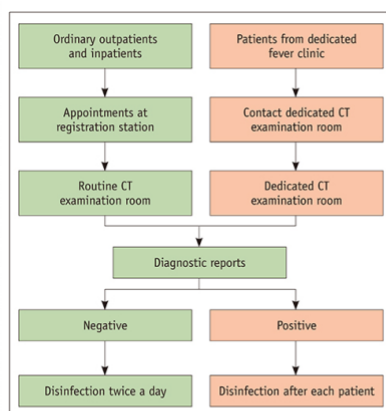 Ordinary outpatients
and inpatients
Patients from dedicated
fever clinic
Appointments at
registration station
Contact dedicated CT
examination room
Routine CT
examination room
Dedicated CT
examination room
Diagnostic reports
Negative
Positive
Disinfection twice a day
Disinfection after each patient